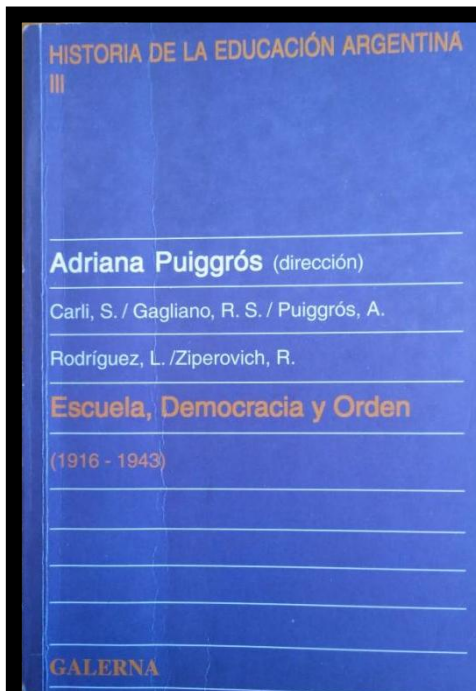 HISTORIA DE LA EDUCACIÓN ARGENTINA
III
Adriana Puiggrós (dirección)
Carli, S. / Gagliano, R. S. / Puiggrós, A.
Rodríguez, L. /Ziperovich, R.
Escuela, Democracia y Orden
(1916 - 1943)
GALERNA